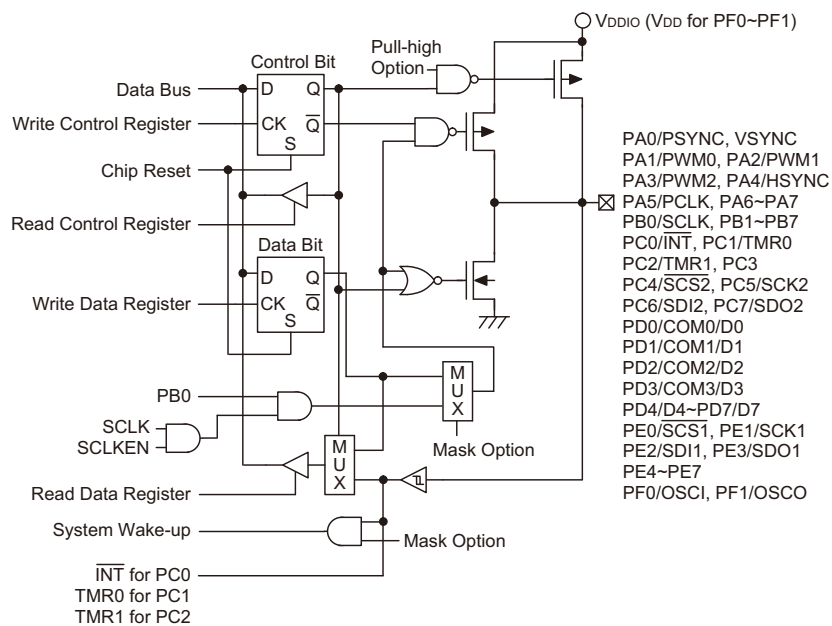 VDDIO (VDD for PF0~PF1)
Pull-high
Option
Control Bit
Data Bus
D Q
Write Control Register
CK Q̅
S
Chip Reset
Read Control Register
Data Bit
D Q
Write Data Register
CK Q̅
S
PB0
SCLK
SCLKEN
M
U
X
Mask Option
M
U
X
Read Data Register
System Wake-up
Mask Option
I̅N̅T̅ for PC0
TMR0 for PC1
TMR1 for PC2
PA0/PSYNC, VSYNC
PA1/PWM0, PA2/PWM1
PA3/PWM2, PA4/HSYNC
PA5/PCLK, PA6~PA7
PB0/SCLK, PB1~PB7
PC0/I̅N̅T̅, PC1/TMR0
PC2/TMR1, PC3
PC4/S̅C̅S̅2̅, PC5/SCK2
PC6/SDI2, PC7/SDO2
PD0/COM0/D0
PD1/COM1/D1
PD2/COM2/D2
PD3/COM3/D3
PD4/D4~PD7/D7
PE0/S̅C̅S̅1̅, PE1/SCK1
PE2/SDI1, PE3/SDO1
PE4~PE7
PF0/OSCI, PF1/OSCO